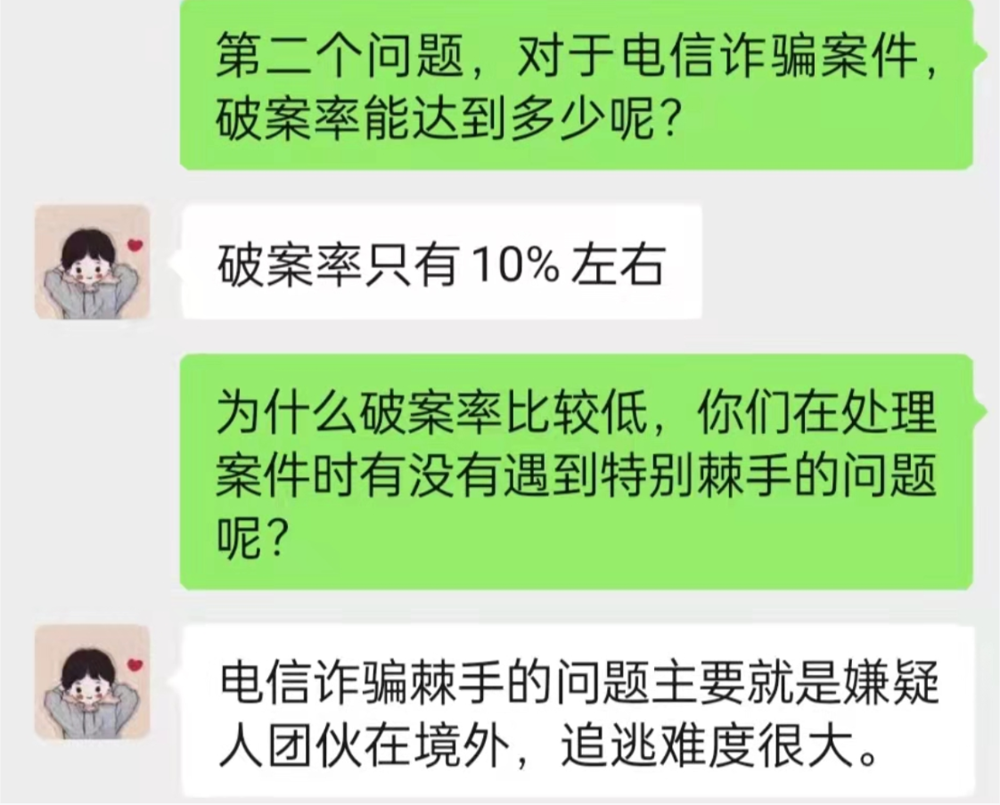 第二个问题，对于电信诈骗案件，
破案率能达到多少呢？
破案率只有10%左右
为什么破案率比较低，你们在处理
案件时有没有遇到特别棘手的问题
呢？
电信诈骗棘手的问题主要就是嫌疑
人团伙在境外，追逃难度很大。